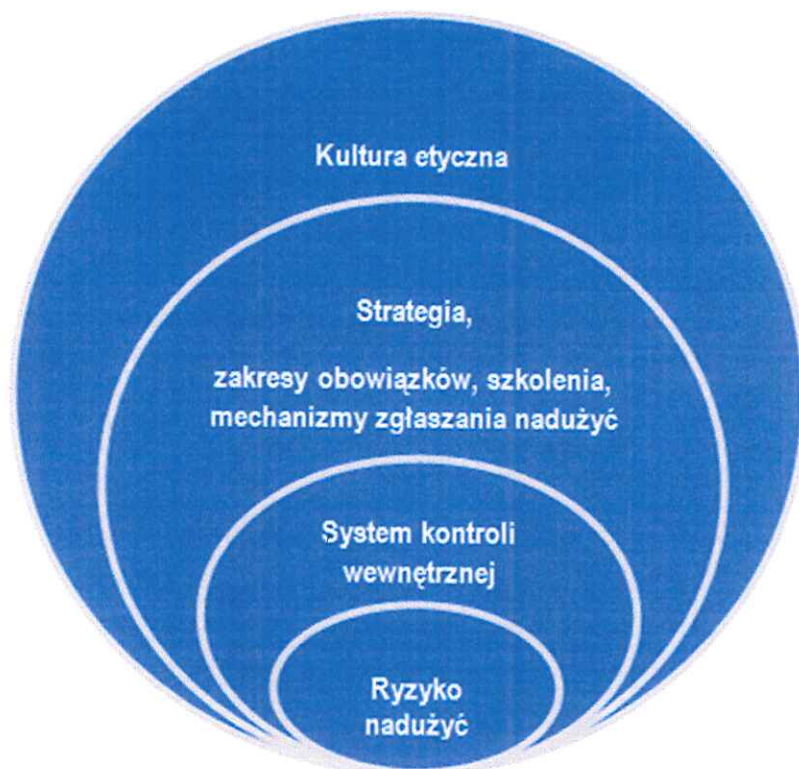 Kultura etyczna
Strategia,
zakresy obowiązków, szkolenia,
mechanizmy zgłaszania nadużyć
System kontroli
wewnętrznej
Ryzyko
nadużyć